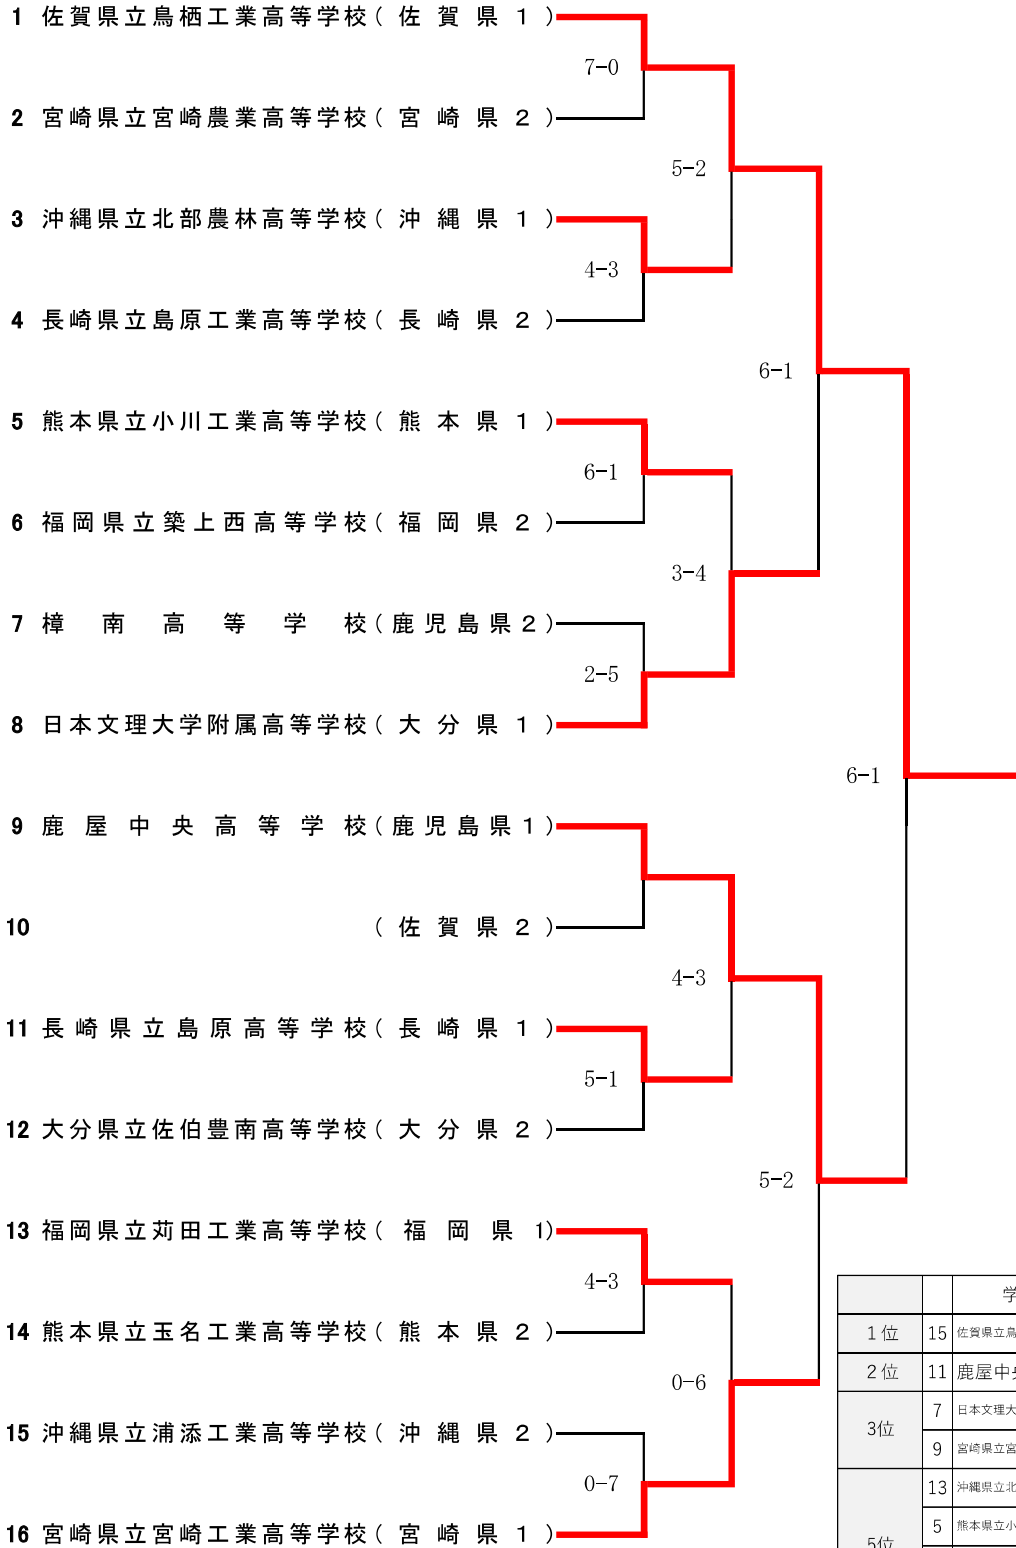 1 佐賀県立鳥栖工業高等学校(佐賀県1)
7-0
2 宮崎県立宮崎農業高等学校(宮崎県2)
5-2
3 沖縄県立北部農林高等学校(沖縄県1)
4-3
4 長崎県立島原工業高等学校(長崎県2)
6-1
5 熊本県立小川工業高等学校(熊本県1)
6-1
6 福岡県立築上西高等学校(福岡県2)
3-4
7 樟南高等学校(鹿児島県2)
2-5
8 日本文理大学附属高等学校(大分県1)
6-1
9 鹿屋中央高等学校(鹿児島県1)
10 (佐賀県2)
4-3
11 長崎県立島原高等学校(長崎県1)
5-1
12 大分県立佐伯豊南高等学校(大分県2)
5-2
13 福岡県立苅田工業高等学校(福岡県1)
4-3
14 熊本県立玉名工業高等学校(熊本県2)
0-6
15 沖縄県立浦添工業高等学校(沖縄県2)
0-7
16 宮崎県立宮崎工業高等学校(宮崎県1)
学
1位 15 佐賀県立鳥
2位 11 鹿屋中央
3位 7 日本文理大
9 宮崎県立宮
13 沖縄県立北
5 熊本県立小
5位